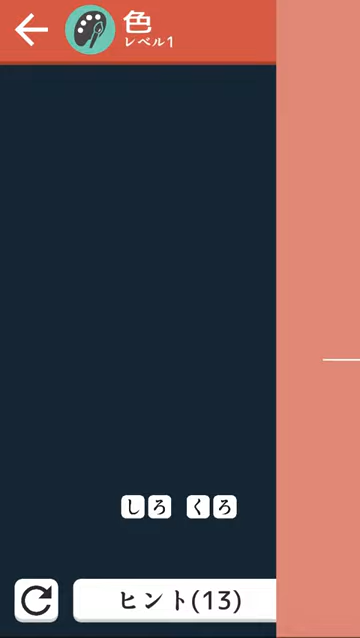 色
レベル1
しろ くろ
ヒント(13)